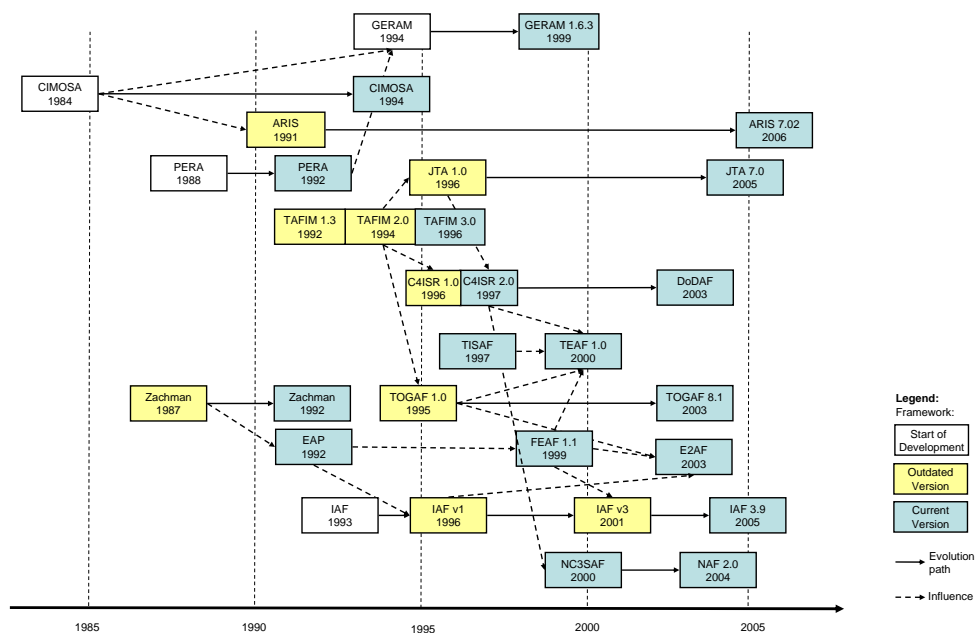 GERAM
1994
GERAM 1.6.3
1999
CIMOSA
1984
CIMOSA
1994
ARIS
1991
ARIS 7.02
2006
PERA
1988
PERA
1992
JTA 1.0
1996
JTA 7.0
2005
TAFIM 1.3
1992
TAFIM 2.0
1994
TAFIM 3.0
1996
C4ISR 1.0
1996
C4ISR 2.0
1997
DoDAF
2003
TISAF
1997
TEAF 1.0
2000
Zachman
1987
Zachman
1992
TOGAF 1.0
1995
TOGAF 8.1
2003
EAP
1992
FEAF 1.1
1999
E2AF
2003
IAF
1993
IAF v1
1996
IAF v3
2001
IAF 3.9
2005
NC3SAF
2000
NAF 2.0
2004
Legend:
Framework:
Start of
Development
Outdated
Version
Current
Version
Evolution
path
Influence
1985
1990
1995
2000
2005